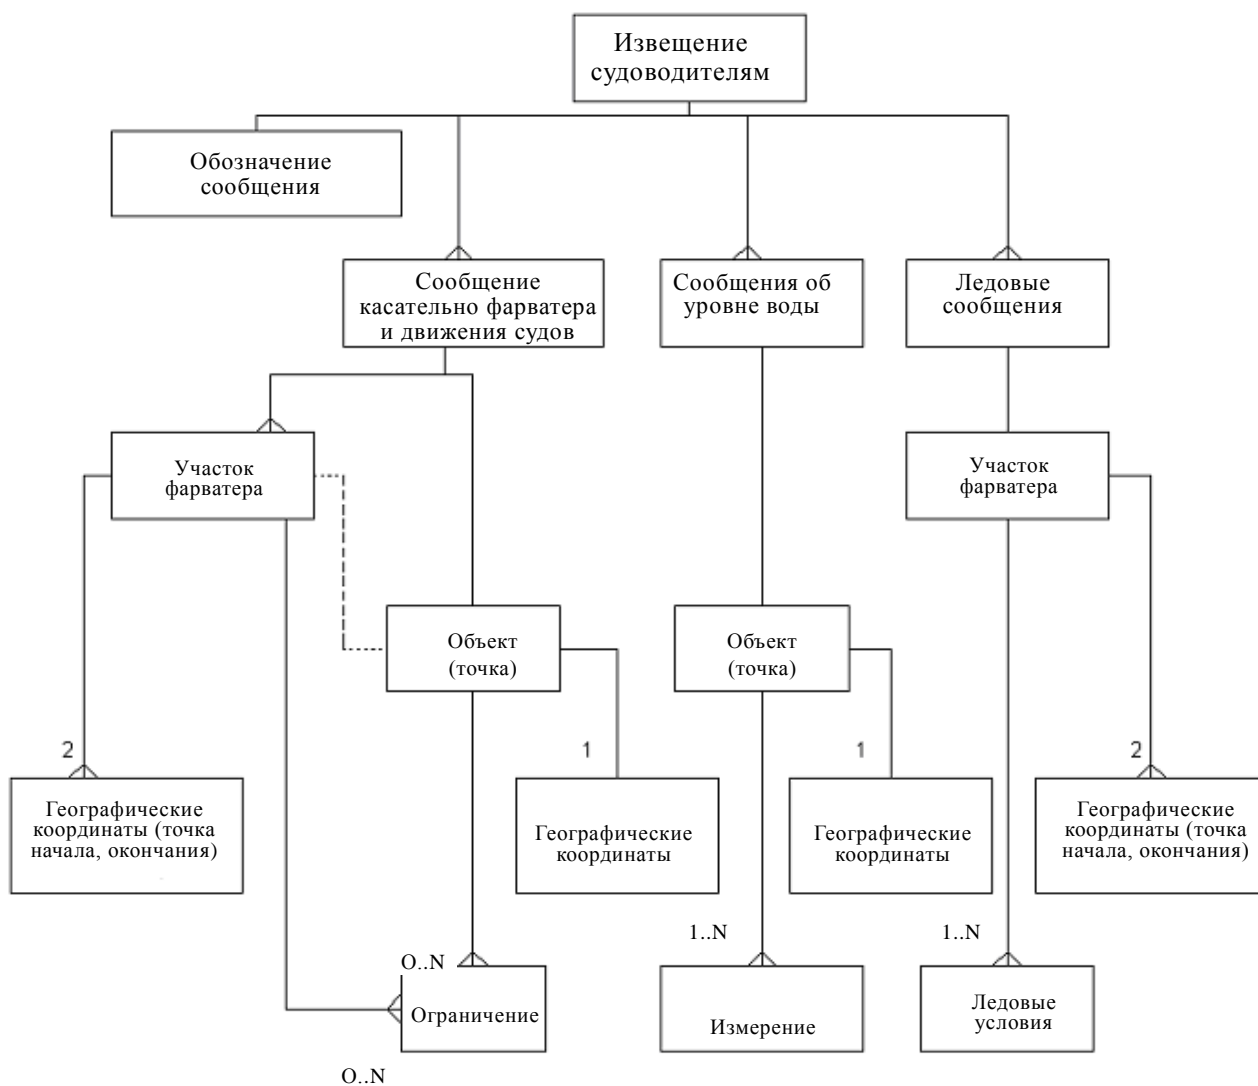 Извещение
судоводителям
Обозначение
сообщения
Сообщение
касательно фарватера
и движения судов
Сообщения об
уровне воды
Ледовые
сообщения
Участок
фарватера
Участок
фарватера
Объект
(точка)
Объект
(точка)
2
1
1
2
Географические
координаты (точка
начала, окончания)
Географические
координаты
Географические
координаты
Географические
координаты (точка
начала, окончания)
O..N
1..N
1..N
Ограничение
Измерение
Ледовые
условия
O..N